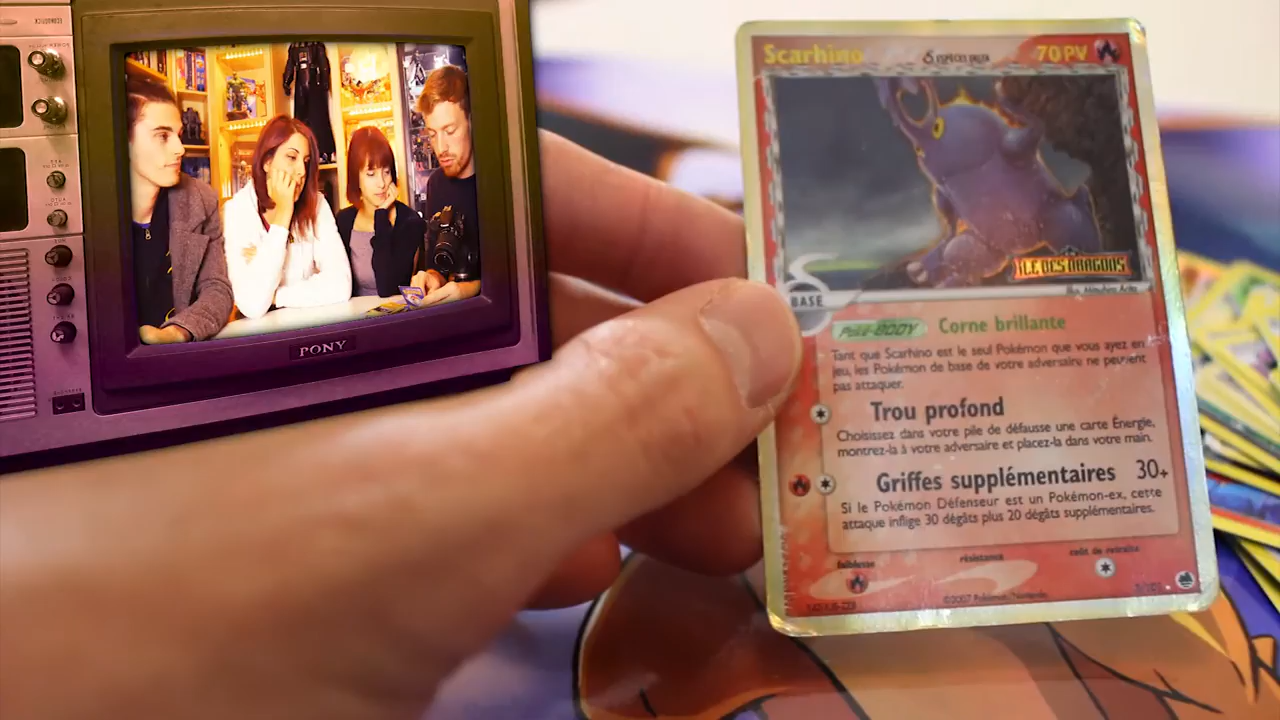 PONY
Scarhino
δ ESPÈCES DELTA
70 PV
ÎLE DES DRAGONS
BASE
Poké-BODY Corne brillante
Tant que Scarhino est le seul Pokémon que vous ayez en
jeu, les Pokémon de base de votre adversaire ne peuvent
pas attaquer.
Trou profond
Choisissez dans votre pile de défausse une carte Énergie,
montrez-la à votre adversaire et placez-la dans votre main.
Griffes supplémentaires 30+
Si le Pokémon Défenseur est un Pokémon-ex, cette
attaque inflige 30 dégâts plus 20 dégâts supplémentaires.
faiblesse
résistance
coût de retraite
©2007 Pokémon/Nintendo